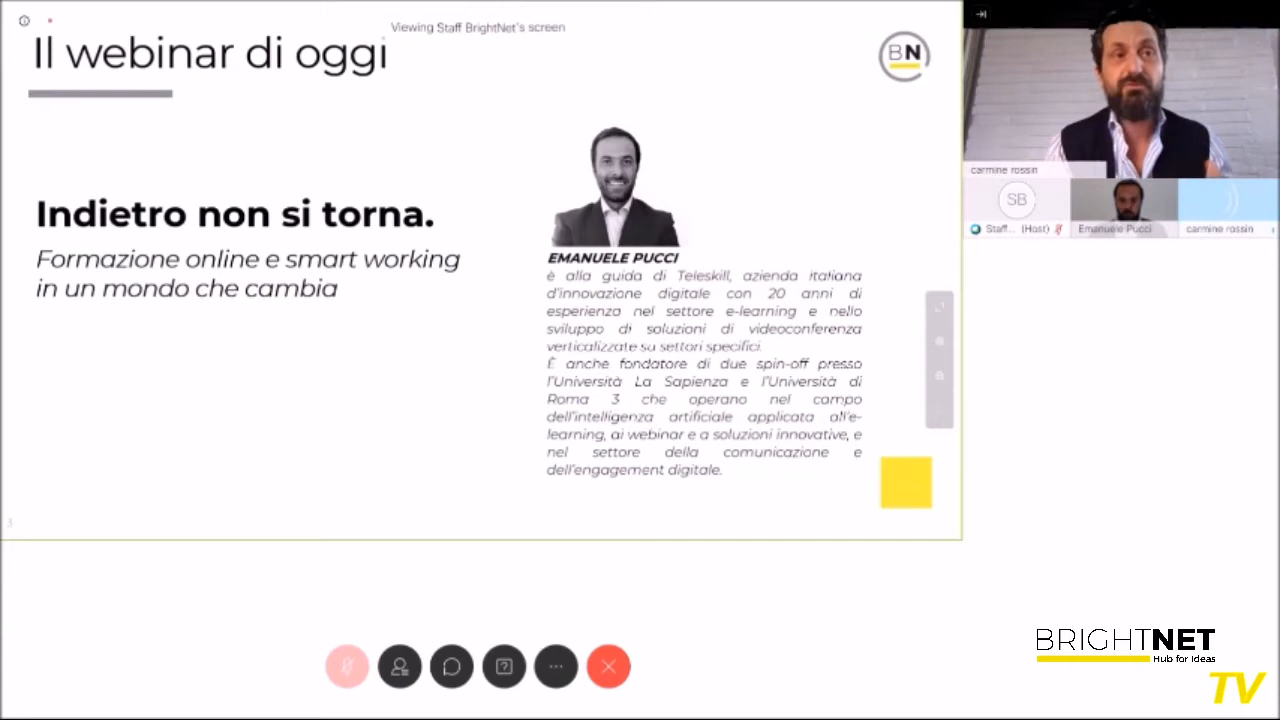 Viewing Staff BrightNet's screen
Il webinar di oggi
BN
Indietro non si torna.
Formazione online e smart working
in un mondo che cambia
EMANUELE PUCCI
è alla guida di Teleskill, azienda italiana
d'innovazione digitale con 20 anni di
esperienza nel settore e-learning e nello
sviluppo di soluzioni di videoconferenza
verticalizzate su settori specifici.
È anche fondatore di due spin-off presso
l'Università La Sapienza e l'Università di
Roma 3 che operano nel campo
dell'intelligenza artificiale applicata all'e-
learning, ai webinar e a soluzioni innovative, e
nel settore della comunicazione e
dell'engagement digitale.
3
carmine rossin
SB
Staff... (Host)
Emanuele Pucci
carmine rossin
BRIGHTNET
Hub for Ideas
TV